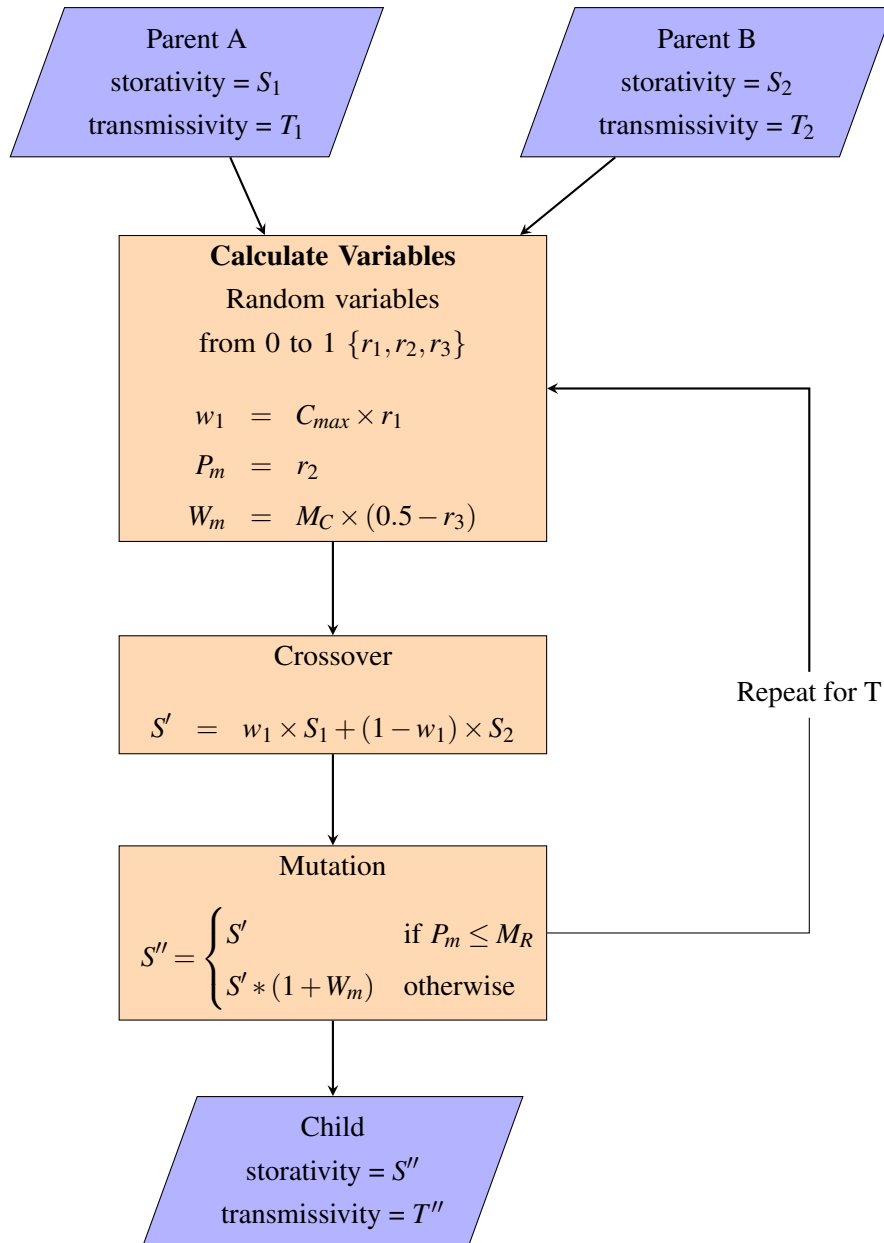 Parent A
storativity = S₁
transmissivity = T₁
Parent B
storativity = S₂
transmissivity = T₂
Calculate Variables
Random variables
from 0 to 1 {r₁, r₂, r₃}
w₁ = C_max × r₁
P_m = r₂
W_m = M_C × (0.5 − r₃)
Crossover
S′ = w₁ × S₁ + (1 − w₁) × S₂
Repeat for T
Mutation
S″ = { S′ if P_m ≤ M_R
S′ ∗ (1 + W_m) otherwise
Child
storativity = S″
transmissivity = T″